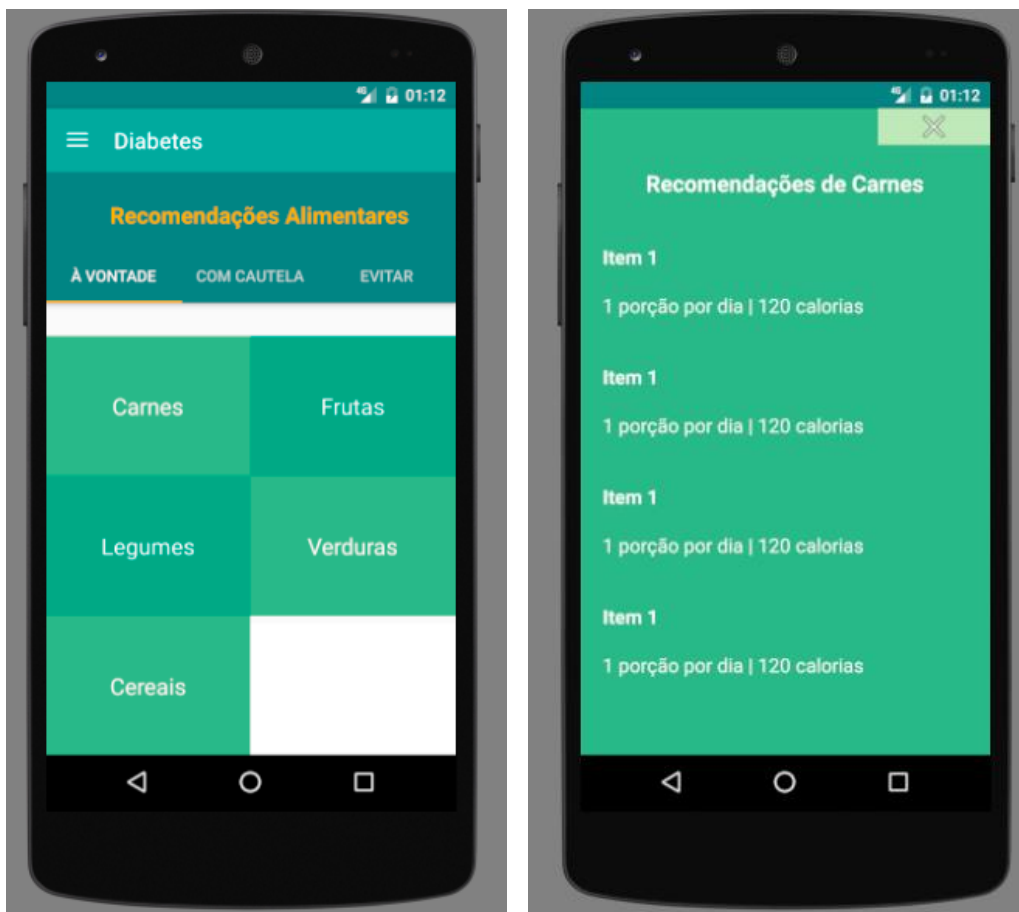 4G 01:12
Diabetes
Recomendações Alimentares
À VONTADE COM CAUTELA EVITAR
Carnes Frutas
Legumes Verduras
Cereais
4G 01:12
Recomendações de Carnes
Item 1
1 porção por dia | 120 calorias
Item 1
1 porção por dia | 120 calorias
Item 1
1 porção por dia | 120 calorias
Item 1
1 porção por dia | 120 calorias